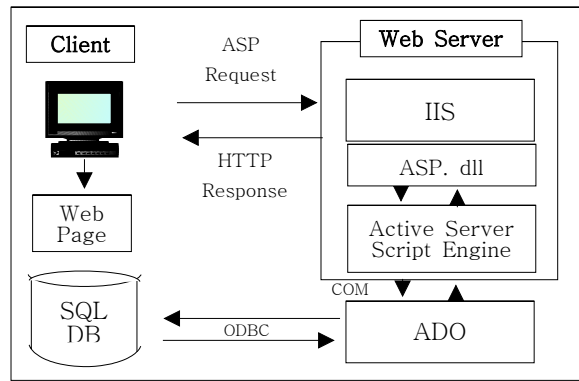 Client
ASP
Request
Web Server
IIS
HTTP
Response
ASP. dll
Web
Page
Active Server
Script Engine
COM
SQL
DB
ODBC
ADO